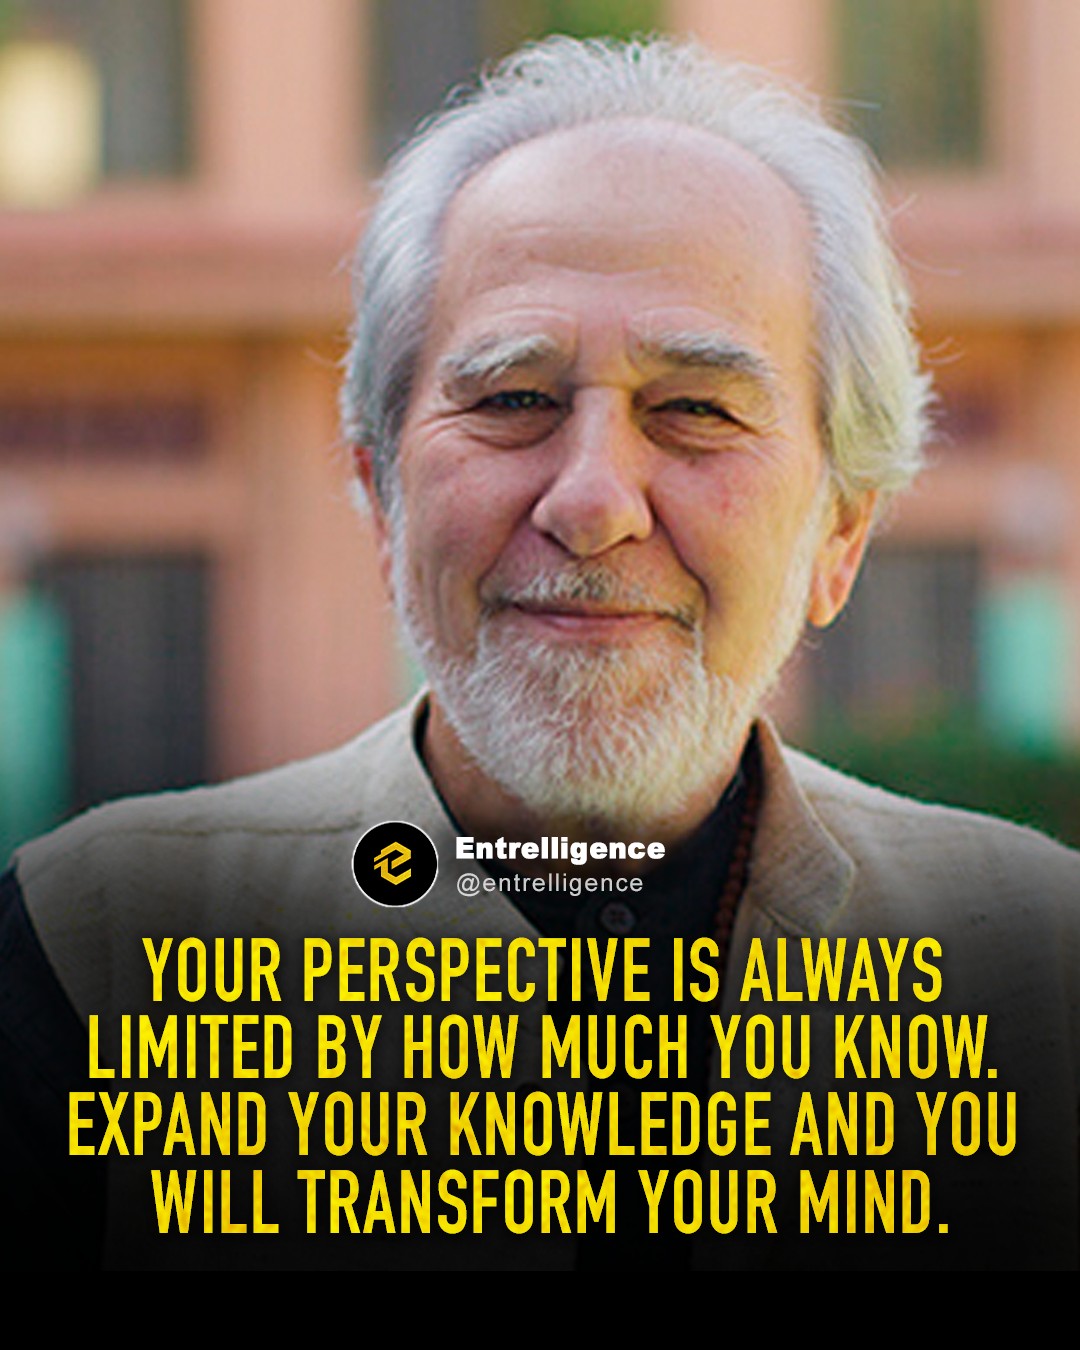 Entrelligence
@entrelligence
YOUR PERSPECTIVE IS ALWAYS
LIMITED BY HOW MUCH YOU KNOW.
EXPAND YOUR KNOWLEDGE AND YOU
WILL TRANSFORM YOUR MIND.